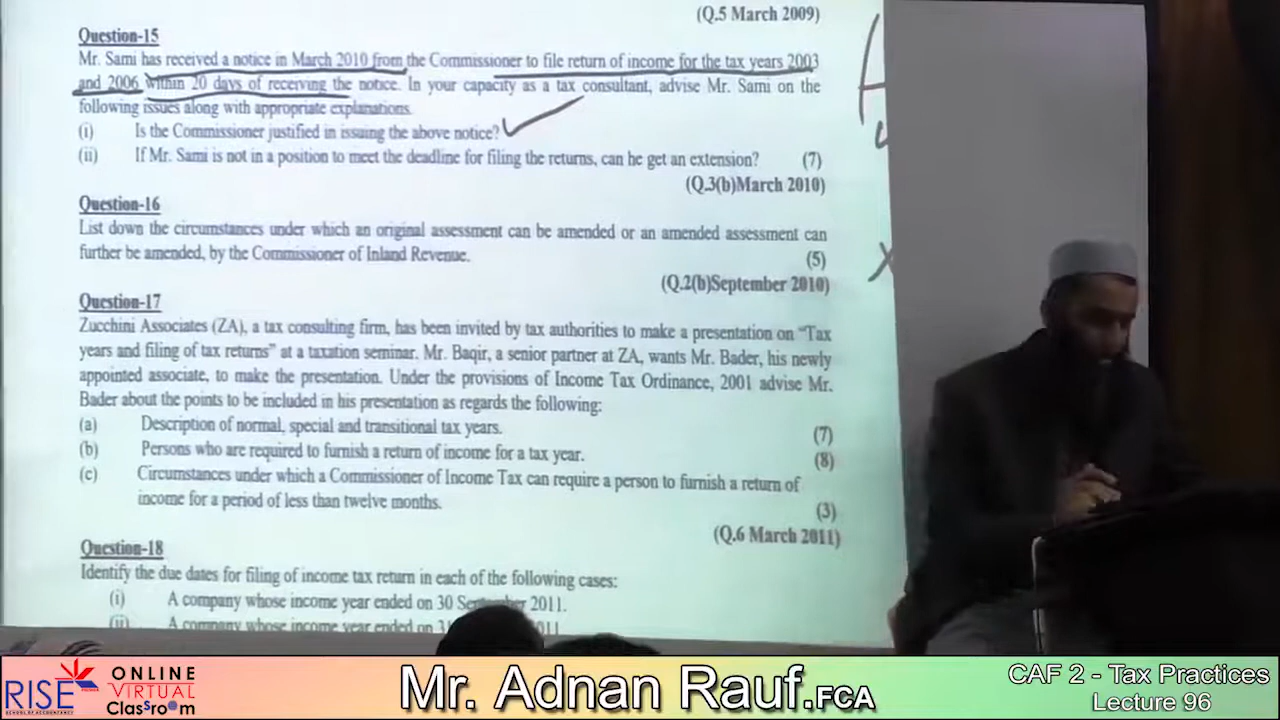 (Q.5 March 2009)
Question-15
Mr. Sami has received a notice in March 2010 from the Commissioner to file return of income for the tax years 2003
and 2006 within 20 days of receiving the notice. In your capacity as a tax consultant, advise Mr. Sami on the
following issues along with appropriate explanations.
(i) Is the Commissioner justified in issuing the above notice?
(ii) If Mr. Sami is not in a position to meet the deadline for filing the returns, can he get an extension? (7)
(Q.3(b)March 2010)
Question-16
List down the circumstances under which an original assessment can be amended or an amended assessment can
further be amended, by the Commissioner of Inland Revenue. (5)
(Q.2(b)September 2010)
Question-17
Zucchini Associates (ZA), a tax consulting firm, has been invited by tax authorities to make a presentation on “Tax
years and filing of tax returns” at a taxation seminar. Mr. Baqir, a senior partner at ZA, wants Mr. Bader, his newly
appointed associate, to make the presentation. Under the provisions of Income Tax Ordinance, 2001 advise Mr.
Bader about the points to be included in his presentation as regards the following:
(a) Description of normal, special and transitional tax years. (7)
(b) Persons who are required to furnish a return of income for a tax year. (8)
(c) Circumstances under which a Commissioner of Income Tax can require a person to furnish a return of
income for a period of less than twelve months. (3)
(Q.6 March 2011)
Question-18
Identify the due dates for filing of income tax return in each of the following cases:
(i) A company whose income year ended on 30 September 2011.
(ii) A company whose income year ended on
RISE
SCHOOL OF ACCOUNTANCY
ONLINE
VIRTUAL
Classroom
Mr. Adnan Rauf.FCA
CAF 2 - Tax Practices
Lecture 96